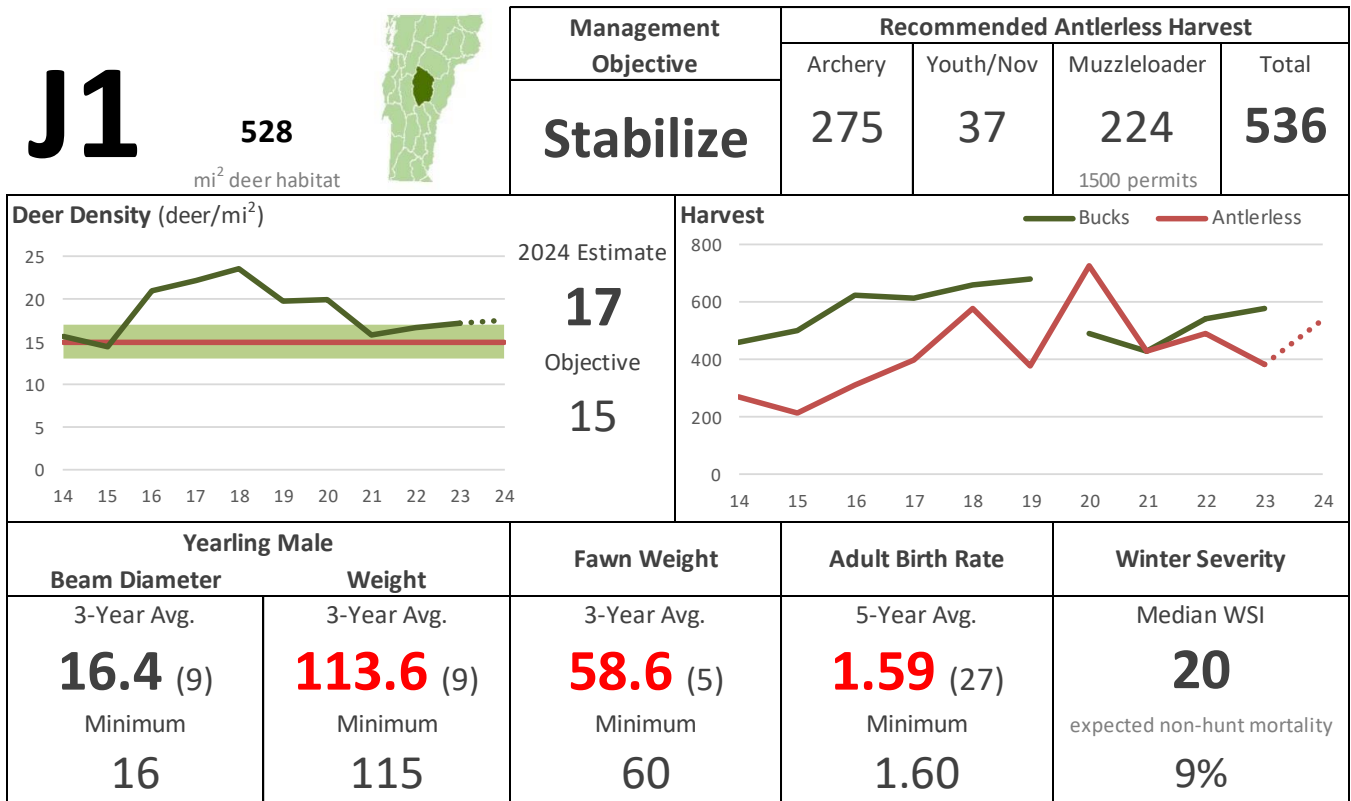 J1
528
mi² deer habitat
Management
Objective
Stabilize
Recommended Antlerless Harvest
Archery Youth/Nov Muzzleloader Total
275 37 224 536
1500 permits
Deer Density (deer/mi²)
25
20
15
10
5
0
14 15 16 17 18 19 20 21 22 23 24
2024 Estimate
17
Objective
15
Harvest
Bucks Antlerless
800
600
400
200
0
14 15 16 17 19 20 21 22 23 24
18
Yearling Male
Beam Diameter Weight
Fawn Weight
Adult Birth Rate
Winter Severity
3-Year Avg. 3-Year Avg. 3-Year Avg. 5-Year Avg. Median WSI
16.4 (9) 113.6 (9) 58.6 (5) 1.59 (27) 20
Minimum Minimum Minimum Minimum expected non-hunt mortality
16 115 60 1.60 9%